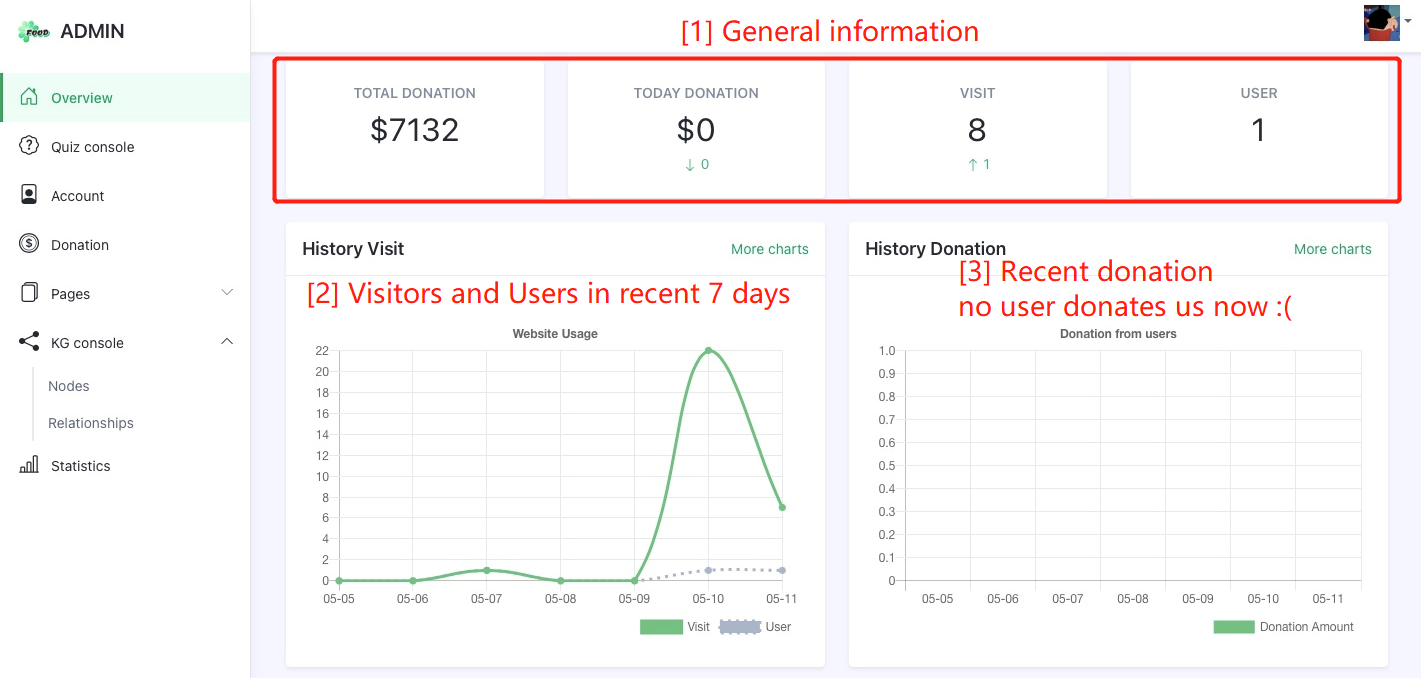 FOOD
ADMIN
Overview
Quiz console
Account
Donation
Pages
KG console
Nodes
Relationships
Statistics
[1] General information
TOTAL DONATION
$7132
TODAY DONATION
$0
↓ 0
VISIT
8
↑ 1
USER
1
History Visit
More charts
[2] Visitors and Users in recent 7 days
Website Usage
22
20
18
16
14
12
10
8
6
4
2
0
05-05 05-06 05-07 05-08 05-09 05-10 05-11
Visit User
History Donation
More charts
[3] Recent donation
no user donates us now :(
Donation from users
1.0
0.9
0.8
0.7
0.6
0.5
0.4
0.3
0.2
0.1
0
05-05 05-06 05-07 05-08 05-09 05-10 05-11
Donation Amount